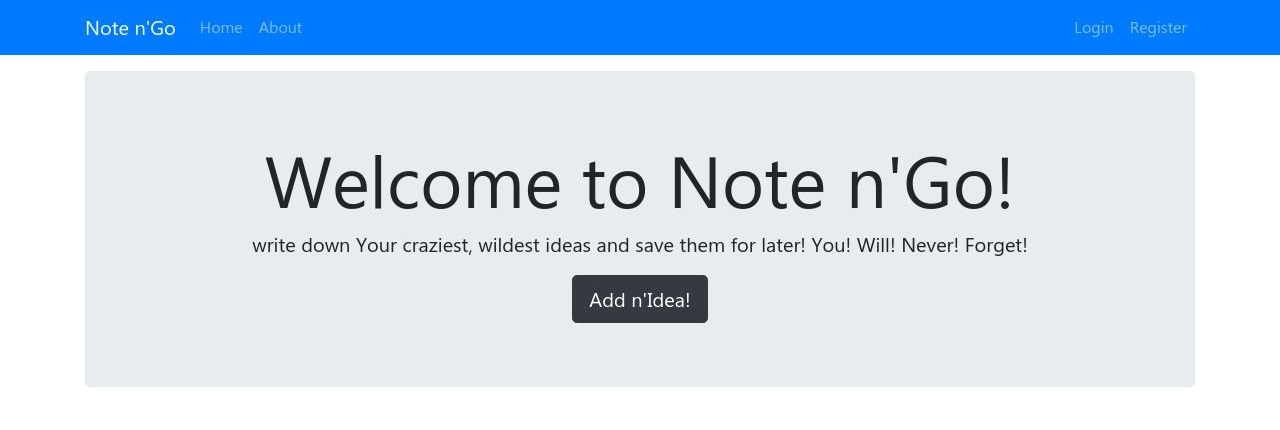 Note n'Go Home About Login Register
Welcome to Note n'Go!
write down Your craziest, wildest ideas and save them for later! You! Will! Never! Forget!
Add n'Idea!